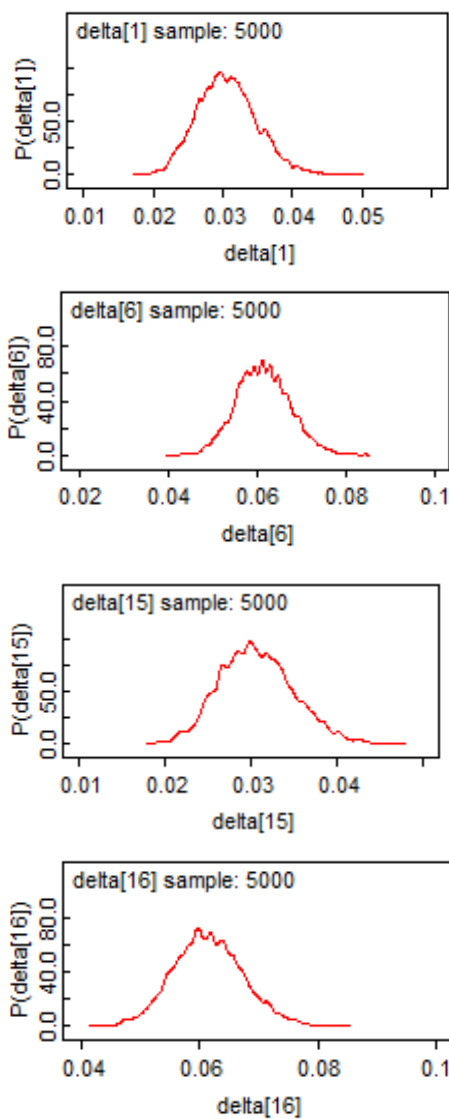 delta[1] sample: 5000
P(delta[1])
50.0
0.0
0.01 0.02 0.03 0.04 0.05
delta[1]
delta[6] sample: 5000
P(delta[6])
80.0
40.0
0.0
0.02 0.04 0.06 0.08 0.1
delta[6]
delta[15] sample: 5000
P(delta[15])
50.0
0.0
0.01 0.02 0.03 0.04
delta[15]
delta[16] sample: 5000
P(delta[16])
80.0
40.0
0.0
0.04 0.06 0.08 0.1
delta[16]